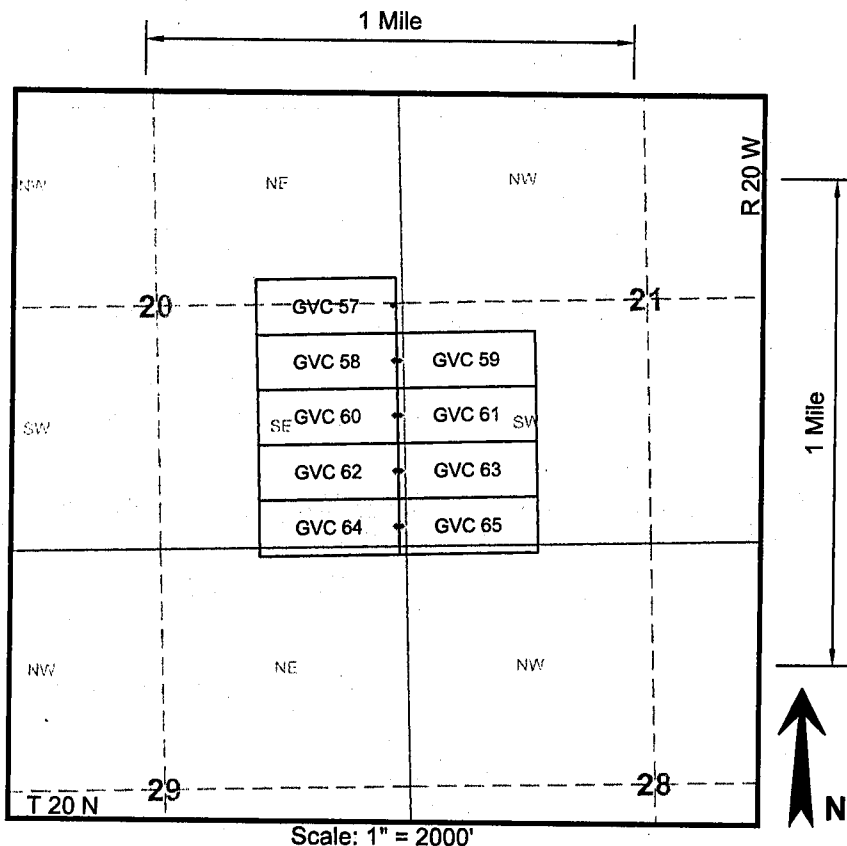 1 Mile
R 20 W
NW
NE
NW
20
21
GVC 57
GVC 58
GVC 59
1 Mile
SW
SE
GVC 60
GVC 61
SW
GVC 62
GVC 63
GVC 64
GVC 65
NW
NE
NW
29
28
T 20 N
N
Scale: 1" = 2000'